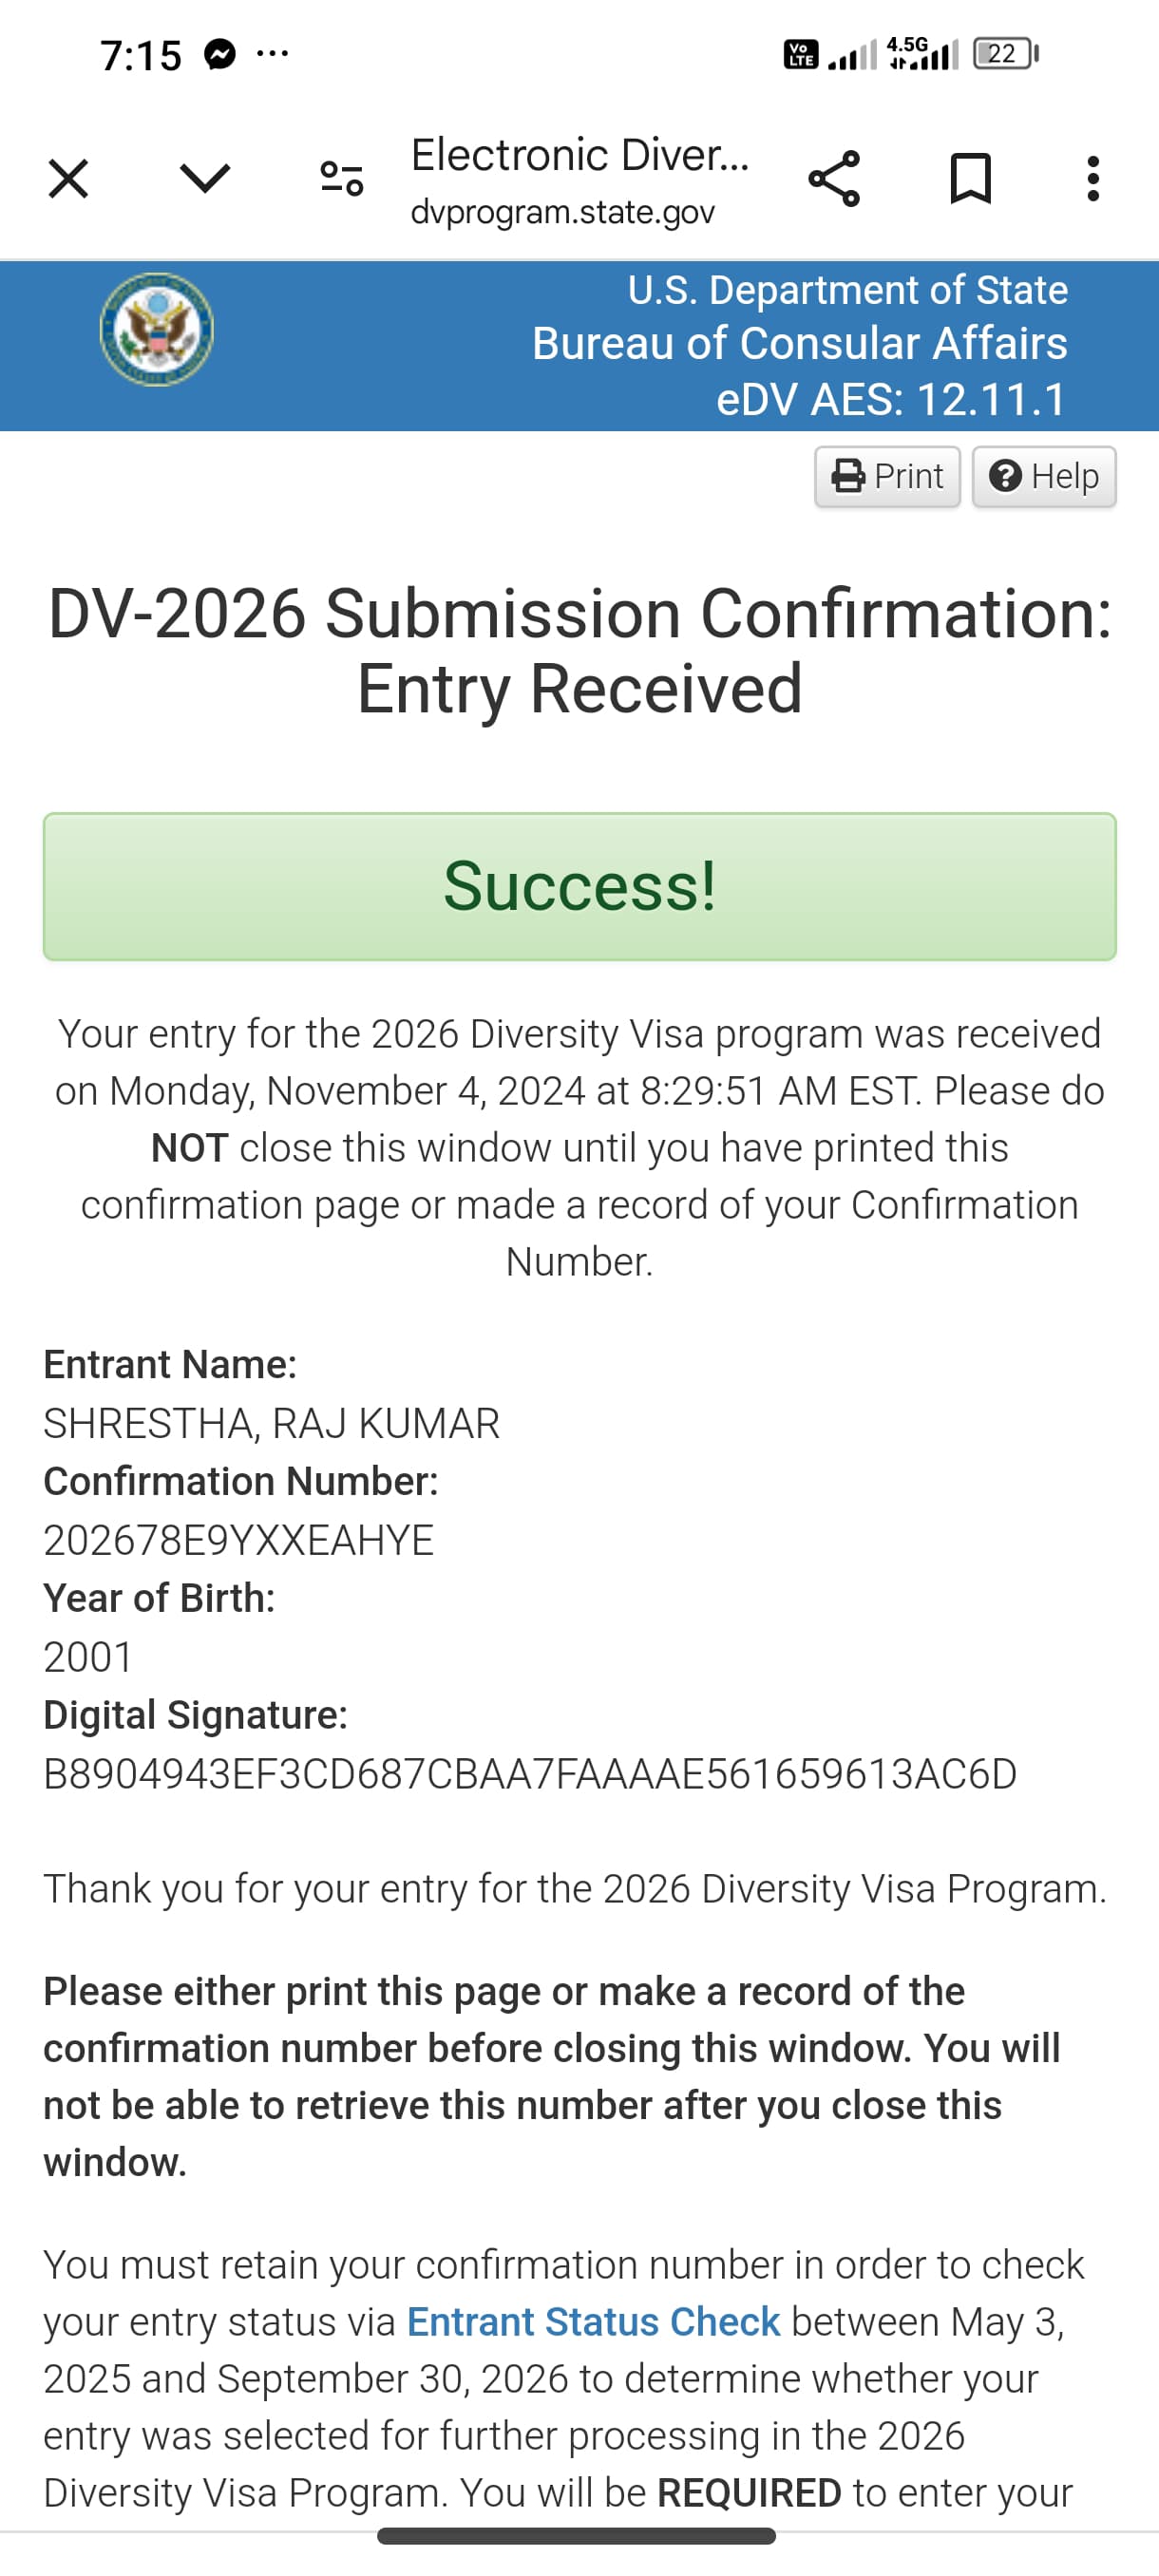 7:15 ...
Vo LTE 4.5G 22
Electronic Diver...
dvprogram.state.gov
U.S. Department of State
Bureau of Consular Affairs
eDV AES: 12.11.1
Print Help
DV-2026 Submission Confirmation:
Entry Received
Success!
Your entry for the 2026 Diversity Visa program was received
on Monday, November 4, 2024 at 8:29:51 AM EST. Please do
NOT close this window until you have printed this
confirmation page or made a record of your Confirmation
Number.
Entrant Name:
SHRESTHA, RAJ KUMAR
Confirmation Number:
202678E9YXXEAHYE
Year of Birth:
2001
Digital Signature:
B8904943EF3CD687CBAA7FAAAAE561659613AC6D
Thank you for your entry for the 2026 Diversity Visa Program.
Please either print this page or make a record of the
confirmation number before closing this window. You will
not be able to retrieve this number after you close this
window.
You must retain your confirmation number in order to check
your entry status via Entrant Status Check between May 3,
2025 and September 30, 2026 to determine whether your
entry was selected for further processing in the 2026
Diversity Visa Program. You will be REQUIRED to enter your